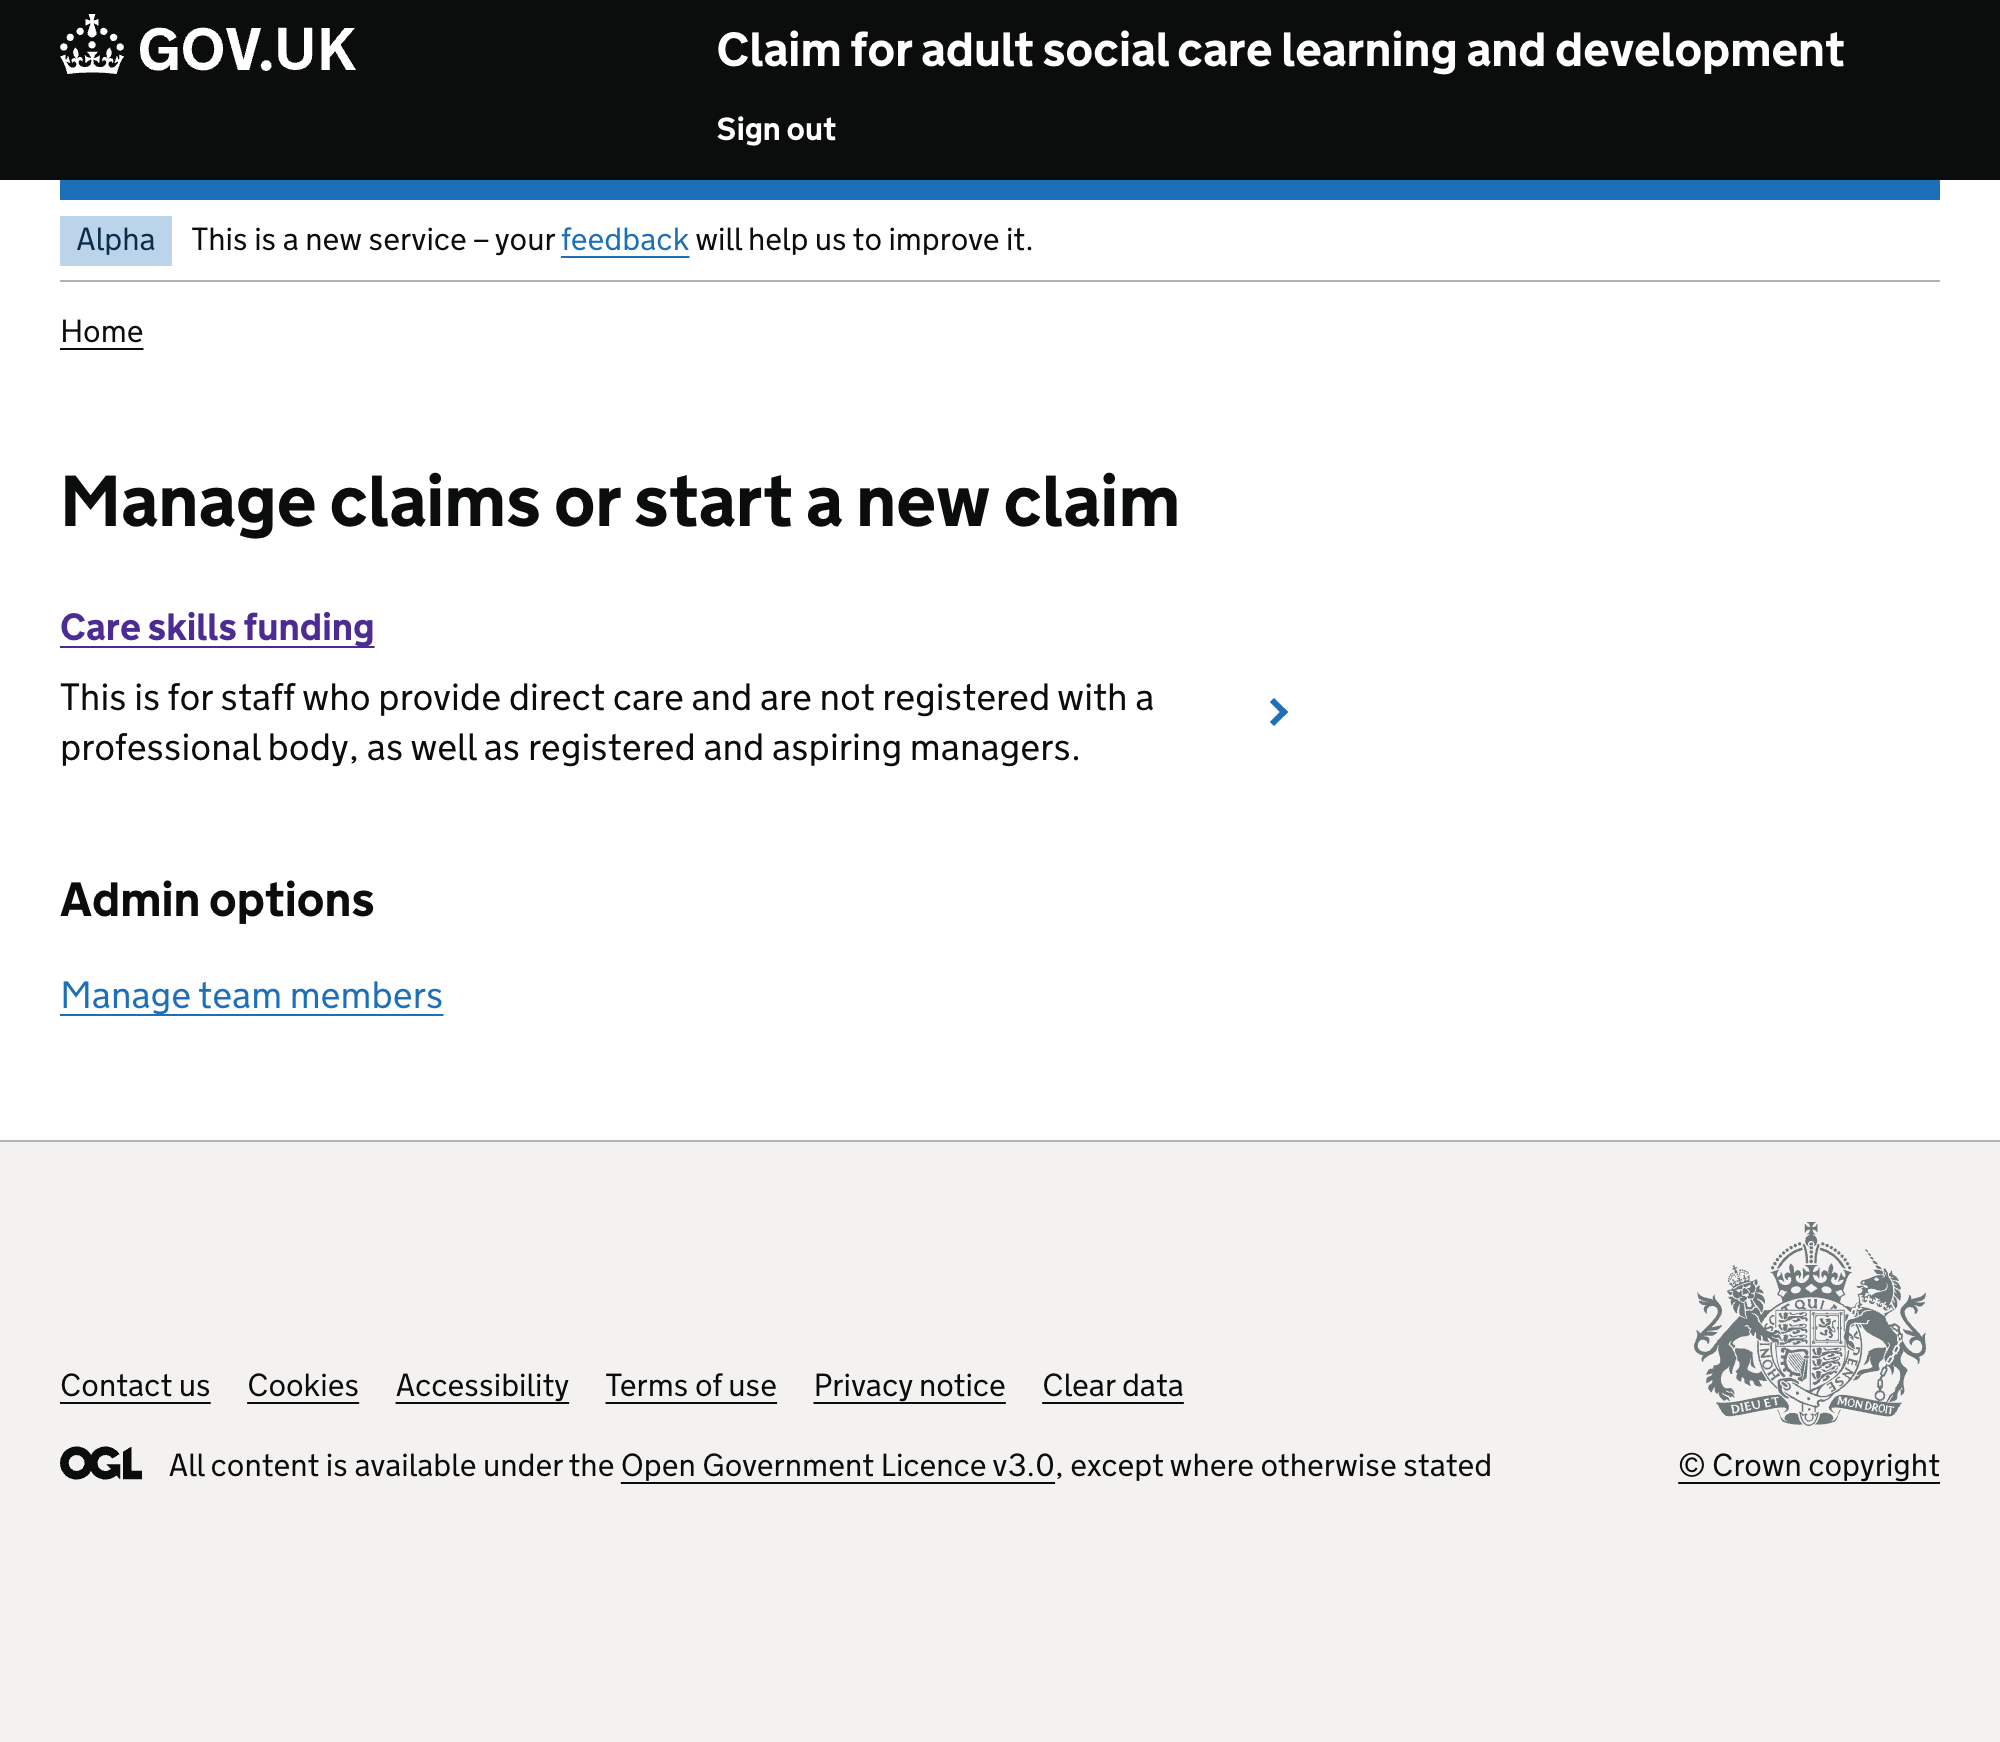 GOV.UK
Claim for adult social care learning and development
Sign out
Alpha
This is a new service – your feedback will help us to improve it.
Home
Manage claims or start a new claim
Care skills funding
This is for staff who provide direct care and are not registered with a
professional body, as well as registered and aspiring managers.
Admin options
Manage team members
Contact us
Cookies
Accessibility
Terms of use
Privacy notice
Clear data
DIEU ET
MON DROIT
OGL
All content is available under the Open Government Licence v3.0, except where otherwise stated
© Crown copyright